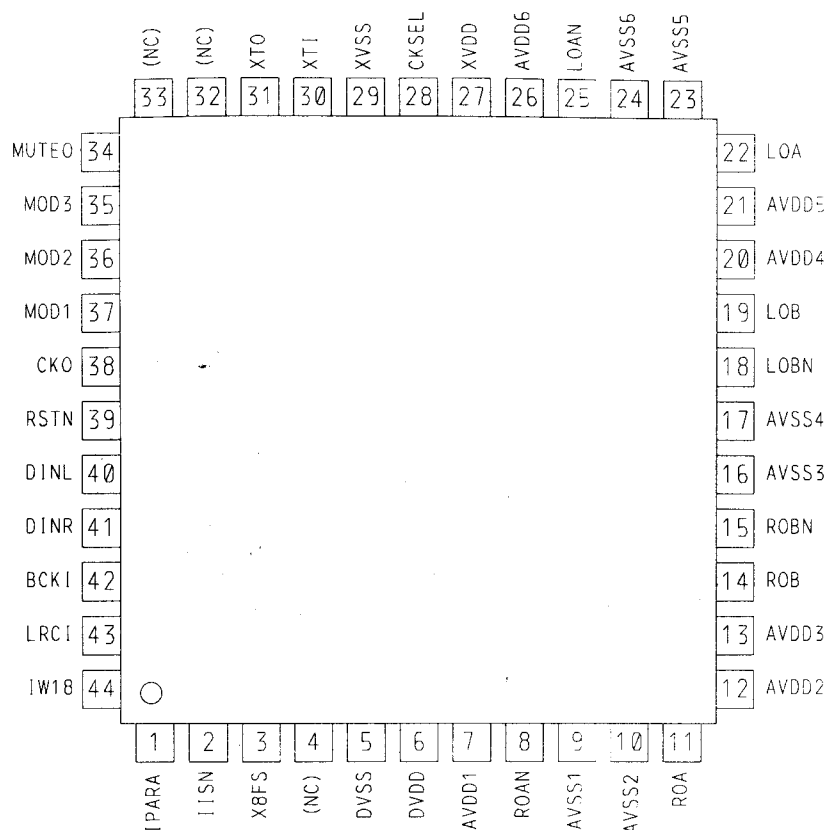 (NC) (NC) XTO XTI XVSS CKSEL XVDD AVDD6 LOAN AVSS6 AVSS5
33 32 31 30 29 28 27 26 25 24 23
MUTEO 34 22 LOA
MOD3 35 21 AVDD5
MOD2 36 20 AVDD4
MOD1 37 19 LOB
CKO 38 18 LOBN
RSTN 39 17 AVSS4
DINL 40 16 AVSS3
DINR 41 15 ROBN
BCKI 42 14 ROB
LRCI 43 13 AVDD3
IW18 44 12 AVDD2
1 2 3 4 5 6 7 8 9 10 11
IPARA IISN X8FS (NC) DVSS DVDD AVDD1 ROAN AVSS1 AVSS2 ROA